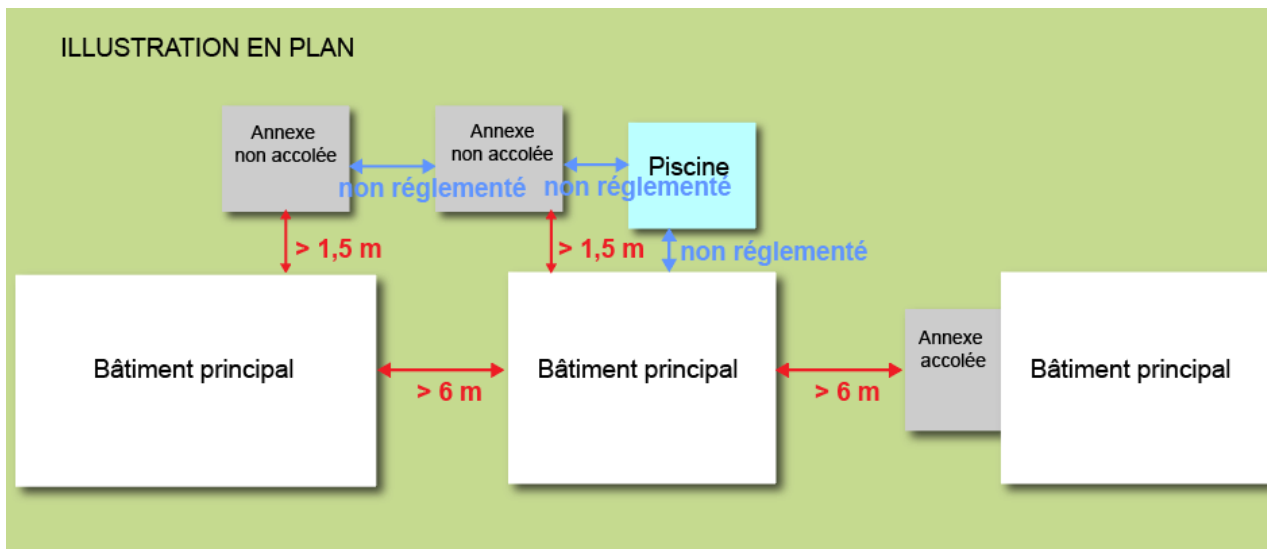 ILLUSTRATION EN PLAN
Annexe
non accolée
Annexe
non accolée
Piscine
non réglementé
non réglementé
> 1,5 m
> 1,5 m
non réglementé
Annexe
accolée
Bâtiment principal
Bâtiment principal
Bâtiment principal
> 6 m
> 6 m